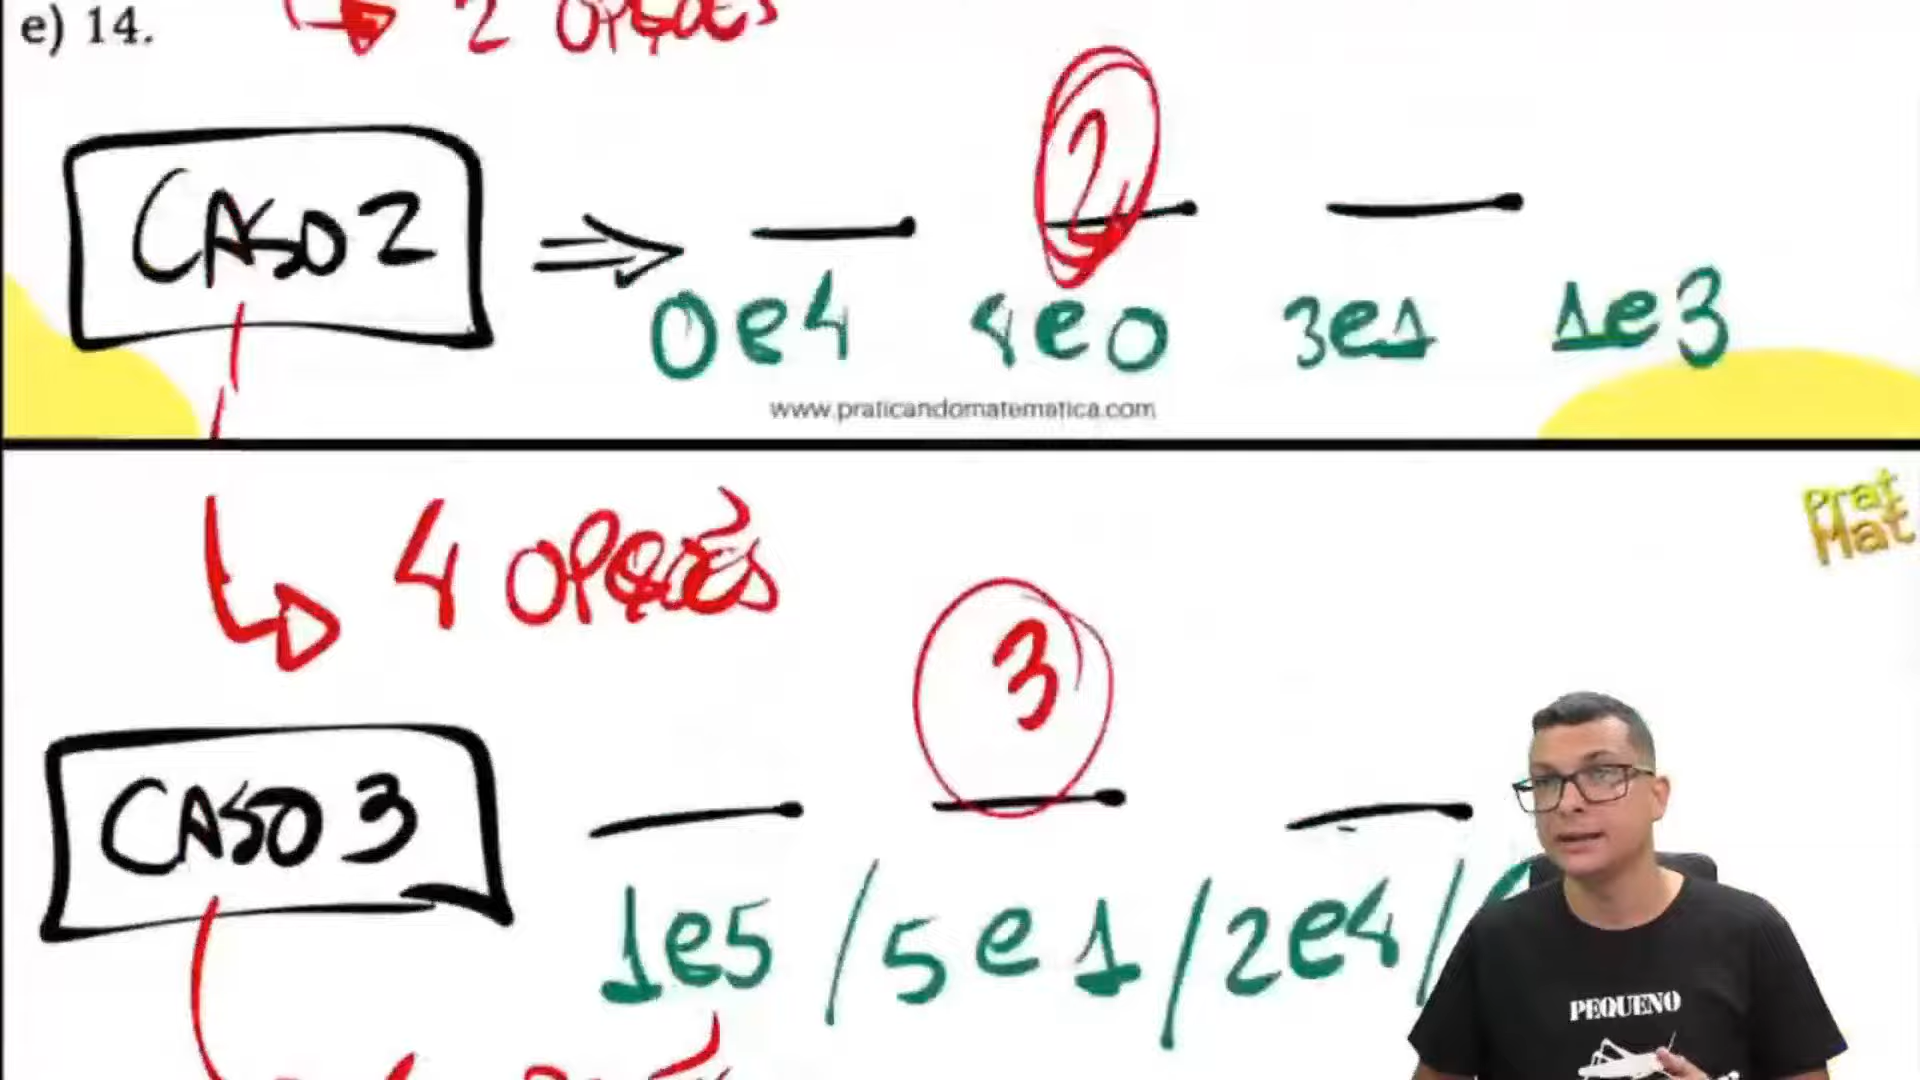 e) 14.
2 OPÇÕES
CASO 2
2
0 e 4 4 e 0 3 e 1 1 e 3
www.praticandomatematica.com
Prat
Mat
4 OPÇÕES
3
CASO 3
1 e 5 / 5 e 1 / 2 e 4 /
PEQUENO